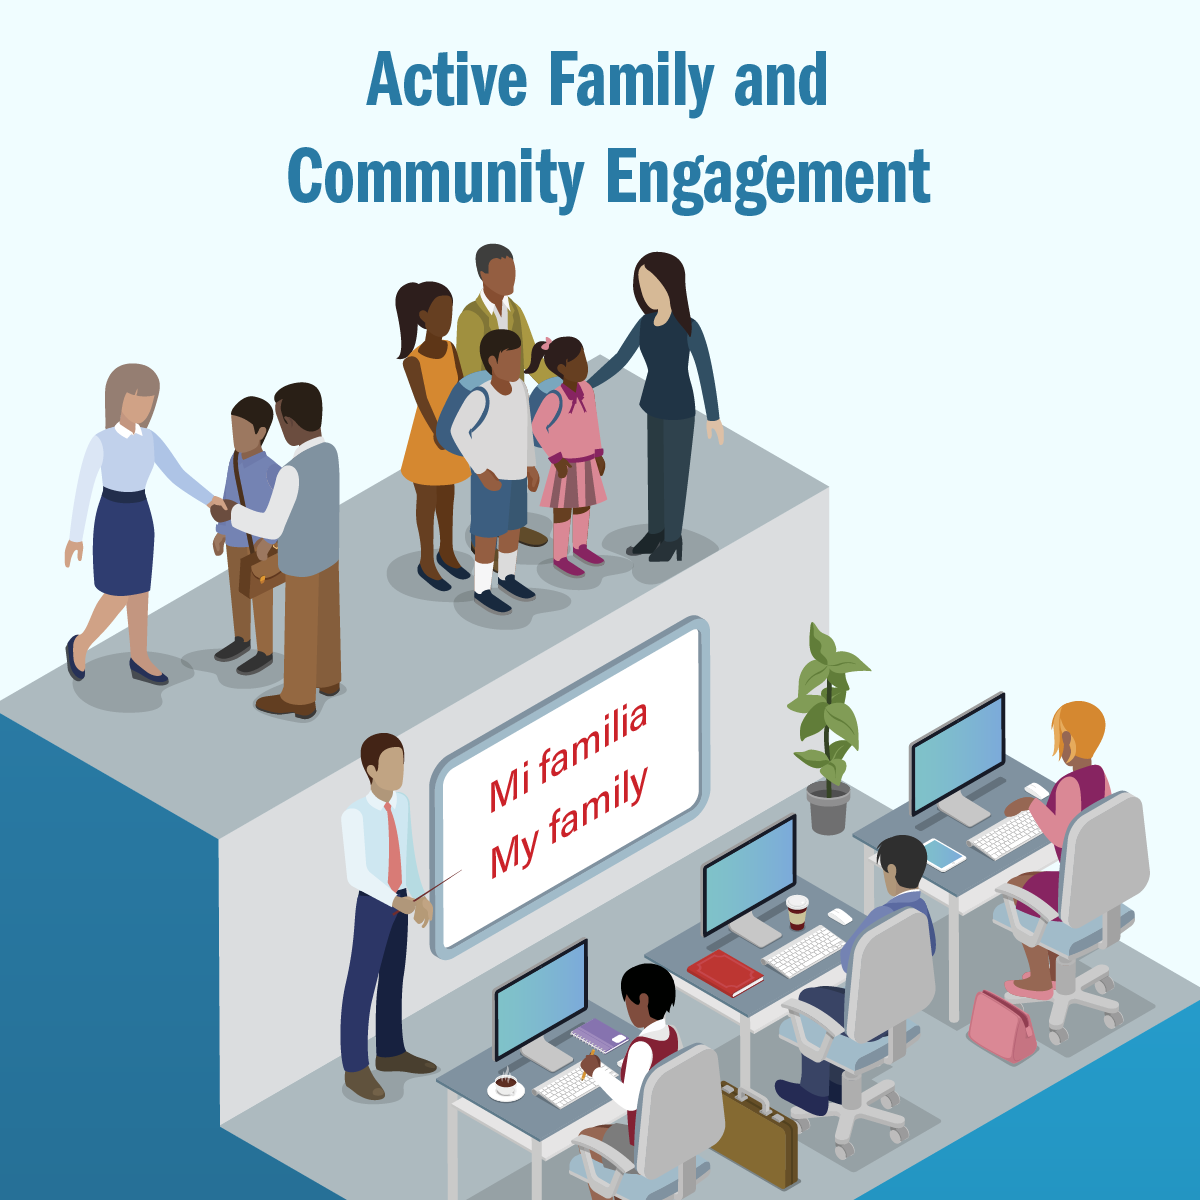 Active Family and
Community Engagement
Mi familia
My family